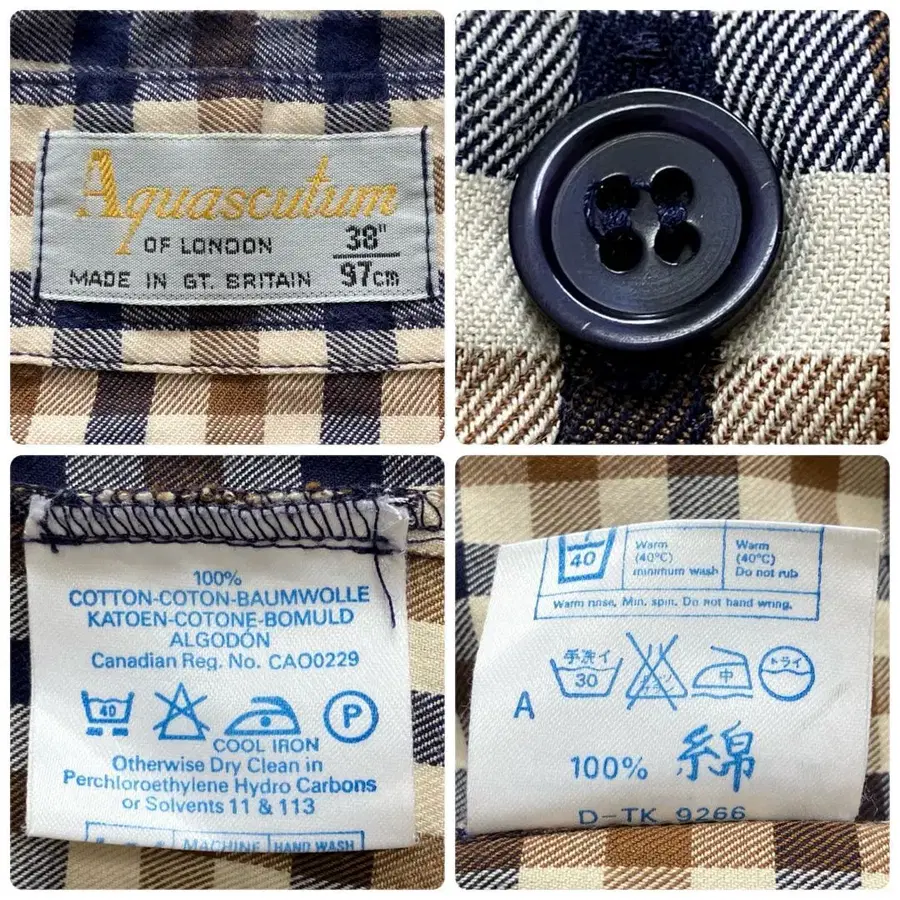 Aquascutum
OF LONDON
MADE IN GT. BRITAIN
38"
97cm
100%
COTTON-COTON-BAUMWOLLE
KATOEN-COTONE-BOMULD
ALGODÓN
Canadian Reg. No. CAO0229
40
P
COOL IRON
Otherwise Dry Clean in
Perchloroethylene Hydro Carbons
or Solvents 11 & 113
MACHINE HAND WASH
40
Warm
(40°C)
minimum wash
Warm
(40°C)
Do not rub
Warm rinse, Min. spin. Do not hand wring.
A
手洗イ
30
中
ドライ
100% 綿
D-TK 9266